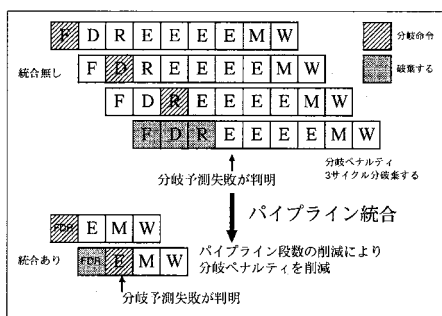 F D R E E E E M W
分岐命令
統合無し
F D R E E E E M W
破棄する
F D R E E E E M W
F D R E E E E M W
分岐予測失敗が判明
分岐ペナルティ
3サイクル分破棄する
パイプライン統合
FDR E M W
パイプライン段数の削減により
分岐ペナルティを削減
統合あり
FDR E M W
分岐予測失敗が判明